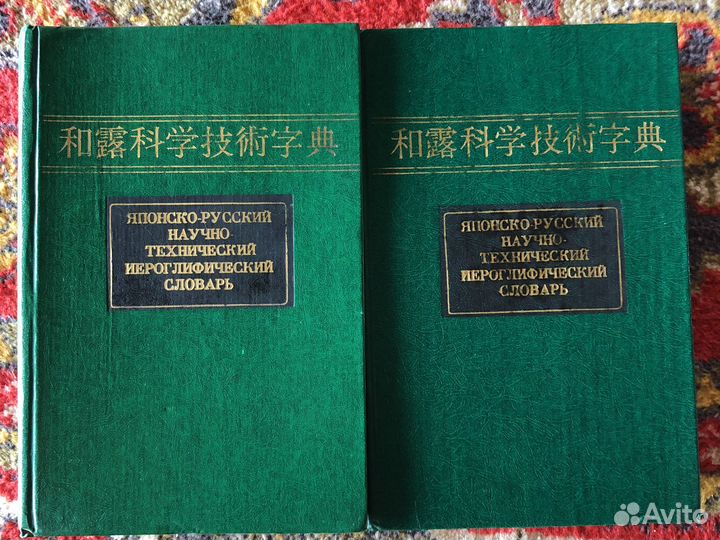 和露科学技術字典
ЯПОНСКО-РУССКИЙ
НАУЧНО-
ТЕХНИЧЕСКИЙ
ИЕРОГЛИФИЧЕСКИЙ
СЛОВАРЬ
和露科学技術字典
ЯПОНСКО-РУССКИЙ
НАУЧНО-
ТЕХНИЧЕСКИЙ
ИЕРОГЛИФИЧЕСКИЙ
СЛОВАРЬ
Avito